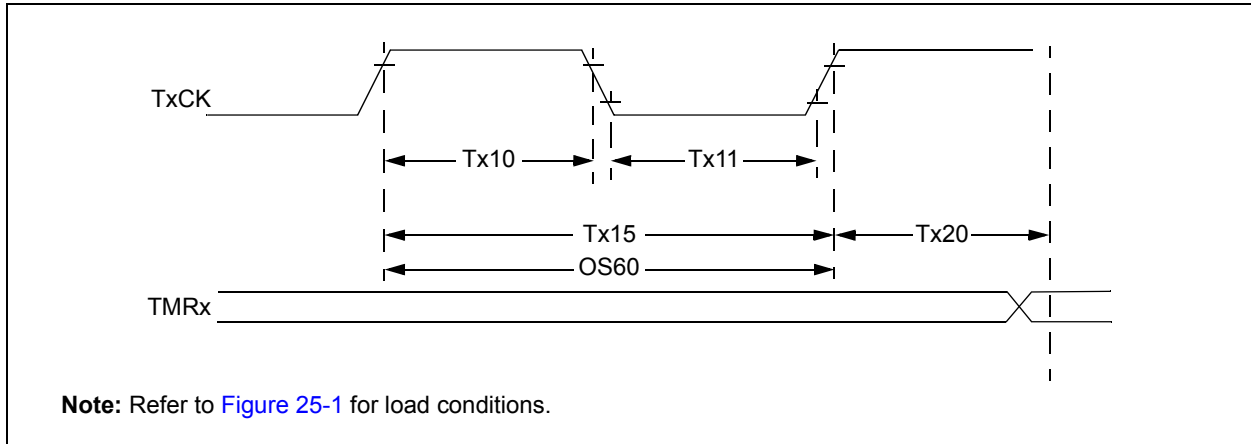 TxCK
Tx10 Tx11
Tx15 Tx20
OS60
TMRx
Note: Refer to Figure 25-1 for load conditions.